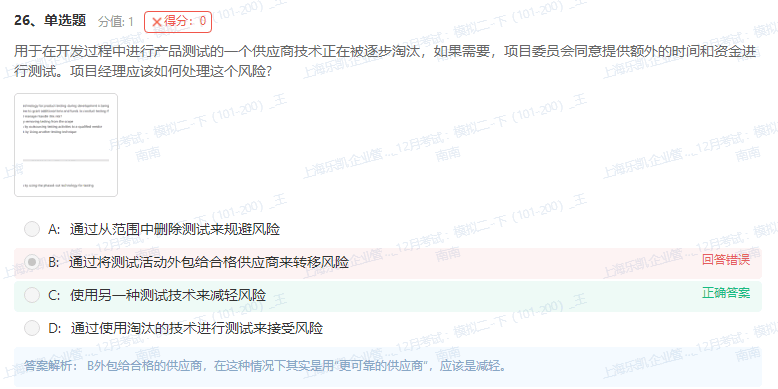 26、单选题 分值: 1 ✕得分：0
用于在开发过程中进行产品测试的一个供应商技术正在被逐步淘汰，如果需要，项目委员会同意提供额外的时间和资金进
行测试。项目经理应该如何处理这个风险?
A: 通过从范围中删除测试来规避风险
B: 通过将测试活动外包给合格供应商来转移风险 回答错误
C: 使用另一种测试技术来减轻风险 正确答案
D: 通过使用淘汰的技术进行测试来接受风险
答案解析： B外包给合格的供应商，在这种情况下其实是用“更可靠的供应商”，应该是减轻。
上海乐凯企业管..._12月考试：模拟二-下（101-200）_王
南南